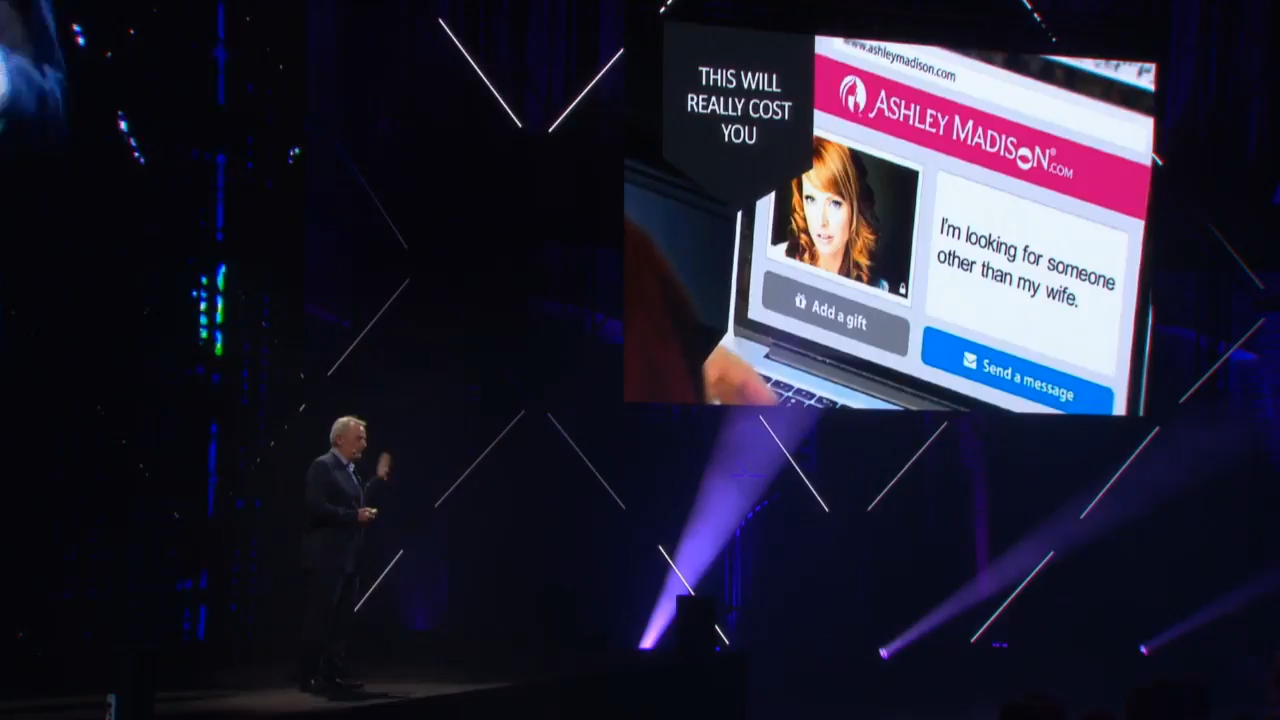 THIS WILL
REALLY COST
YOU
www.ashleymadison.com
ASHLEY MADISON®.COM
I'm looking for someone
other than my wife.
Add a gift
Send a message